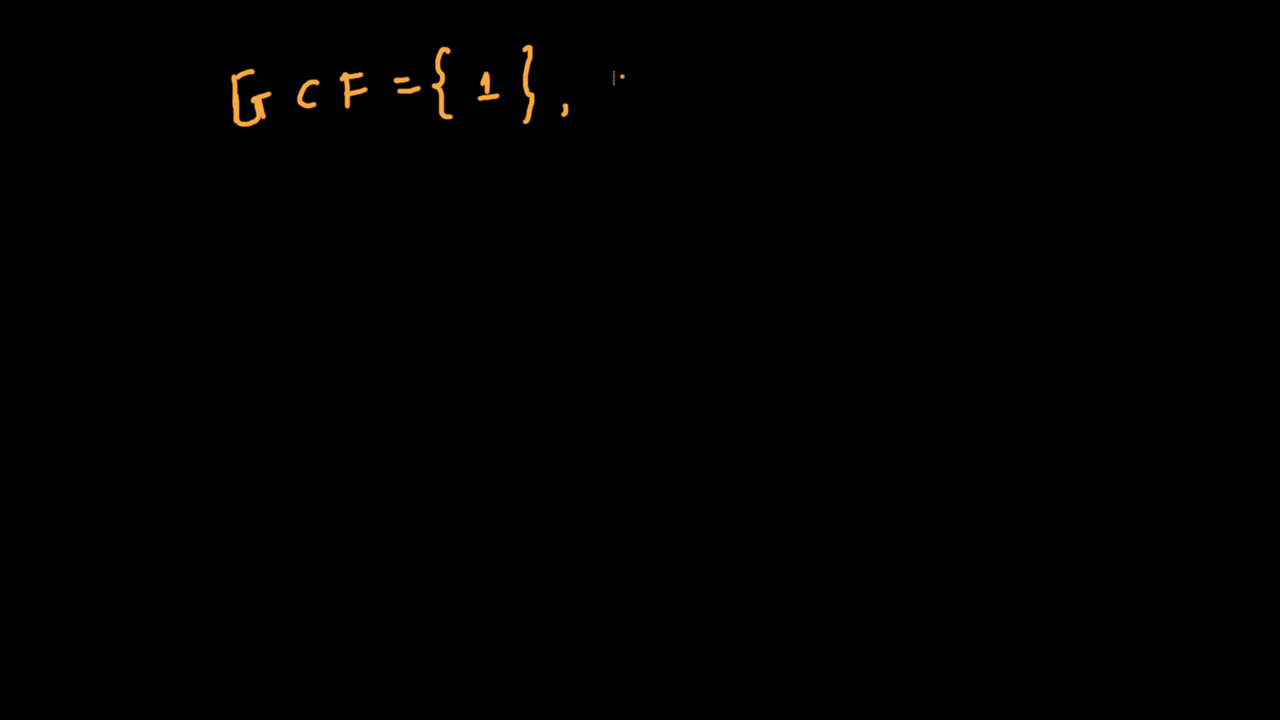 GCF = { 1 },